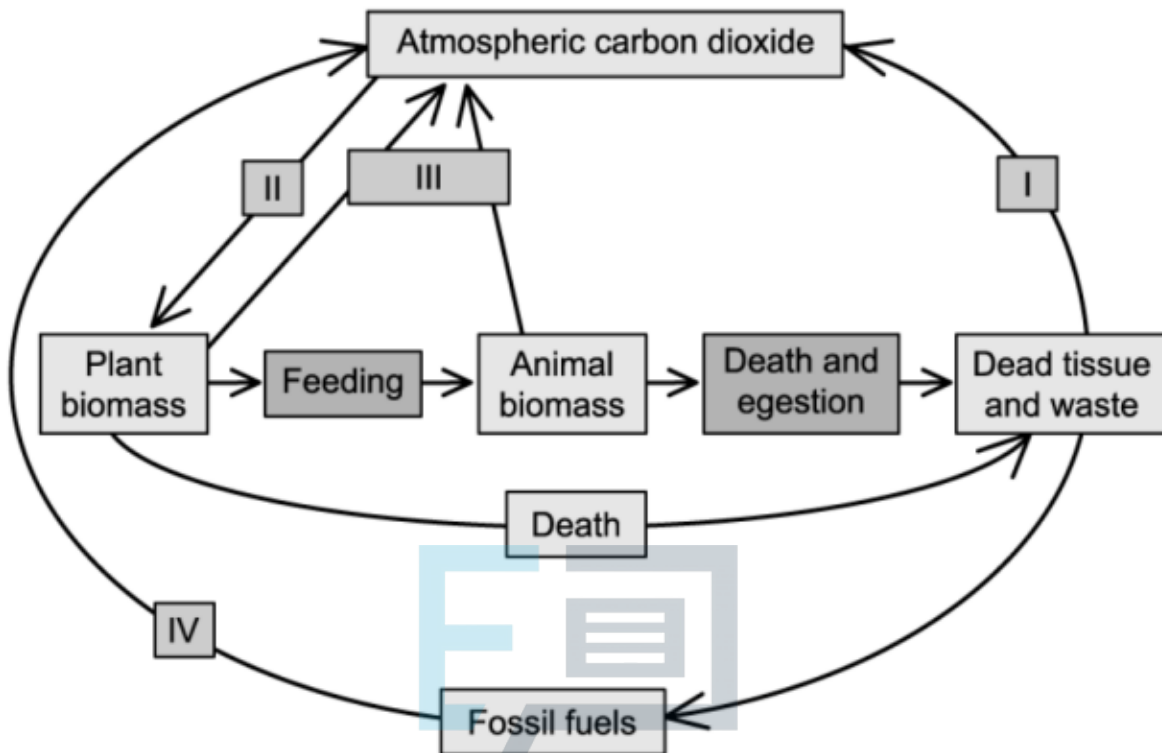 Atmospheric carbon dioxide
II
III
I
Plant
biomass
Feeding
Animal
biomass
Death and
egestion
Dead tissue
and waste
Death
IV
Fossil fuels